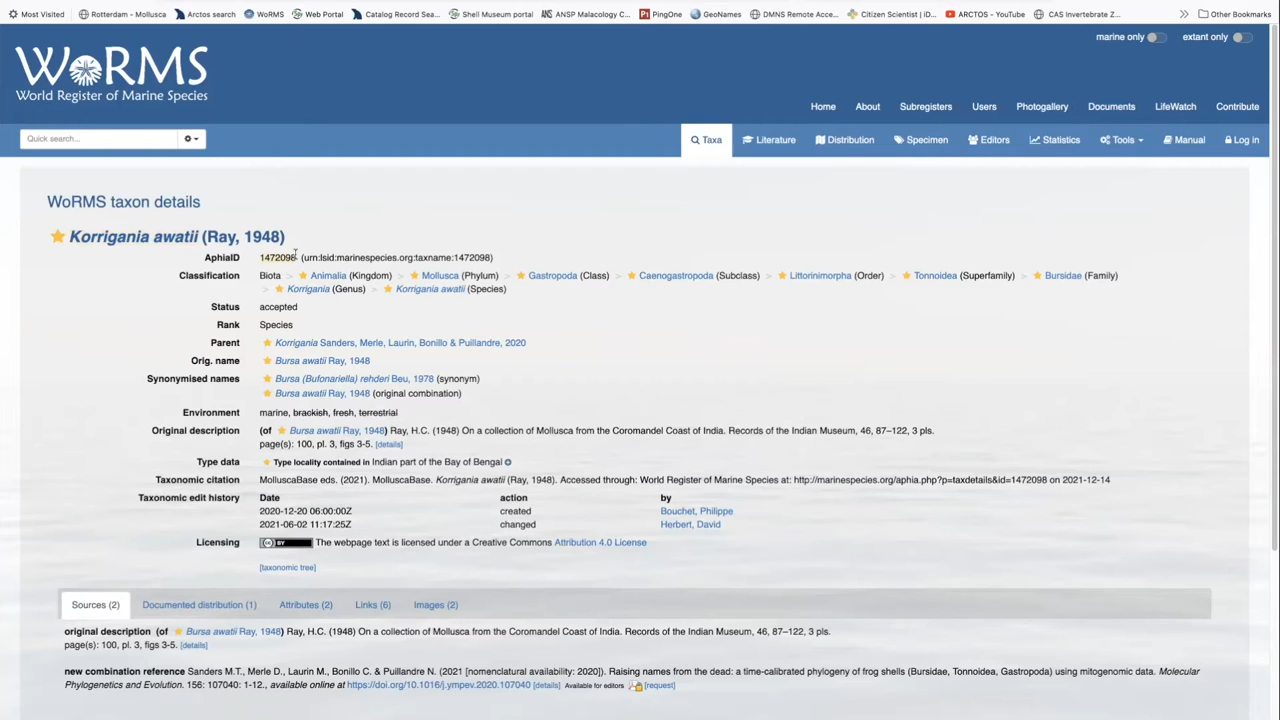 Most Visited Rotterdam - Mollusca Arctos search WoRMS Web Portal Catalog Record Sea... Shell Museum portal ANSP Malacology C... PingOne GeoNames DMNS Remote Acce... Citizen Scientist | iD... ARCTOS - YouTube CAS Invertebrate Z... Other Bookmarks
marine only extant only
WoRMS
World Register of Marine Species
Home About Subregisters Users Photogallery Documents LifeWatch Contribute
Quick search... Taxa Literature Distribution Specimen Editors Statistics Tools Manual Log in
WoRMS taxon details
Korrigania awatii (Ray, 1948)
AphiaID 1472098 (urn:lsid:marinespecies.org:taxname:1472098)
Classification Biota > Animalia (Kingdom) > Mollusca (Phylum) > Gastropoda (Class) > Caenogastropoda (Subclass) > Littorinimorpha (Order) > Tonnoidea (Superfamily) > Bursidae (Family)
> Korrigania (Genus) > Korrigania awatii (Species)
Status accepted
Rank Species
Parent Korrigania Sanders, Merle, Laurin, Bonillo & Puillandre, 2020
Orig. name Bursa awatii Ray, 1948
Synonymised names Bursa (Bufonariella) rehderi Beu, 1978 (synonym)
Bursa awatii Ray, 1948 (original combination)
Environment marine, brackish, fresh, terrestrial
Original description (of Bursa awatii Ray, 1948) Ray, H.C. (1948) On a collection of Mollusca from the Coromandel Coast of India. Records of the Indian Museum, 46, 87–122, 3 pls.
page(s): 100, pl. 3, figs 3-5. [details]
Type data Type locality contained in Indian part of the Bay of Bengal
Taxonomic citation MolluscaBase eds. (2021). MolluscaBase. Korrigania awatii (Ray, 1948). Accessed through: World Register of Marine Species at: http://marinespecies.org/aphia.php?p=taxdetails&id=1472098 on 2021-12-14
Taxonomic edit history Date action by
2020-12-20 06:00:00Z created Bouchet, Philippe
2021-06-02 11:17:25Z changed Herbert, David
Licensing CC BY The webpage text is licensed under a Creative Commons Attribution 4.0 License
[taxonomic tree]
Sources (2) Documented distribution (1) Attributes (2) Links (6) Images (2)
original description (of Bursa awatii Ray, 1948) Ray, H.C. (1948) On a collection of Mollusca from the Coromandel Coast of India. Records of the Indian Museum, 46, 87–122, 3 pls.
page(s): 100, pl. 3, figs 3-5. [details]
new combination reference Sanders M.T., Merle D., Laurin M., Bonillo C. & Puillandre N. (2021 [nomenclatural availability: 2020]). Raising names from the dead: a time-calibrated phylogeny of frog shells (Bursidae, Tonnoidea, Gastropoda) using mitogenomic data. Molecular
Phylogenetics and Evolution. 156: 107040: 1-12., available online at https://doi.org/10.1016/j.ympev.2020.107040 [details] Available for editors [request]